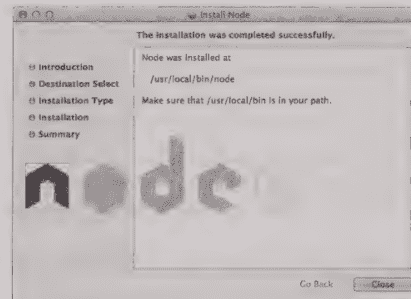 Install Node
The installation was completed successfully.
Introduction
Destination Select
Installation Type
Installation
Summary
Node was installed at
/usr/local/bin/node
Make sure that /usr/local/bin is in your path.
node
Go Back
Close